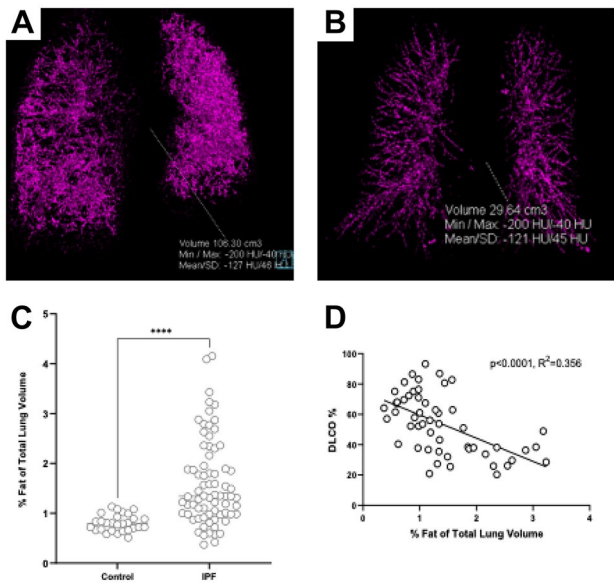 A
B
Volume 106.30 cm3
Min / Max: -200 HU/-40 HU
Mean/SD: -127 HU/46 HU
Volume 29.64 cm3
Min / Max: -200 HU/-40 HU
Mean/SD: -121 HU/45 HU
C
% Fat of Total Lung Volume
5
4
3
2
1
0
****
Control
IPF
D
DLCO %
100
80
60
40
20
0
p<0.0001, R²=0.356
0
1
2
3
4
% Fat of Total Lung Volume